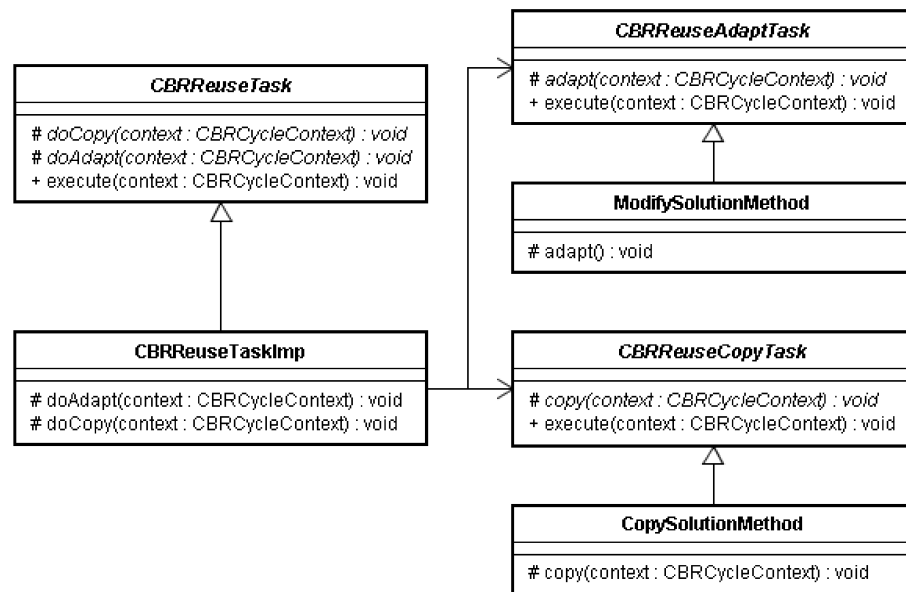 CBRReuseTask
# doCopy(context : CBRCycleContext) : void
# doAdapt(context : CBRCycleContext) : void
+ execute(context : CBRCycleContext) : void
CBRReuseTaskImp
# doAdapt(context : CBRCycleContext) : void
# doCopy(context : CBRCycleContext) : void
CBRReuseAdaptTask
# adapt(context : CBRCycleContext) : void
+ execute(context : CBRCycleContext) : void
ModifySolutionMethod
# adapt() : void
CBRReuseCopyTask
# copy(context : CBRCycleContext) : void
+ execute(context : CBRCycleContext) : void
CopySolutionMethod
# copy(context : CBRCycleContext) : void